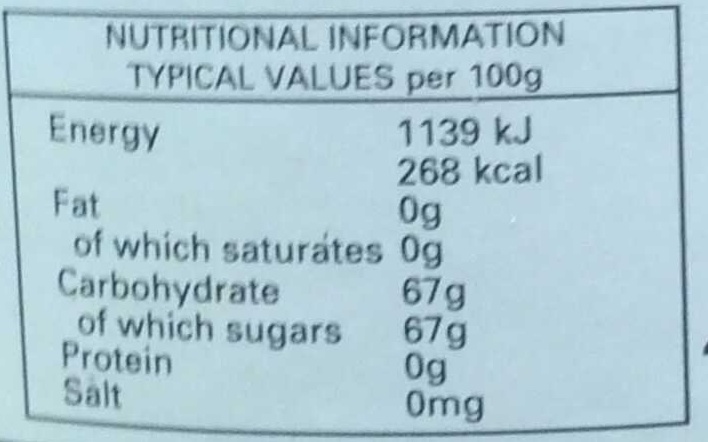 NUTRITIONAL INFORMATION
TYPICAL VALUES per 100g
Energy 1139 kJ
268 kcal
Fat 0g
of which saturates 0g
Carbohydrate 67g
of which sugars 67g
Protein 0g
Salt 0mg